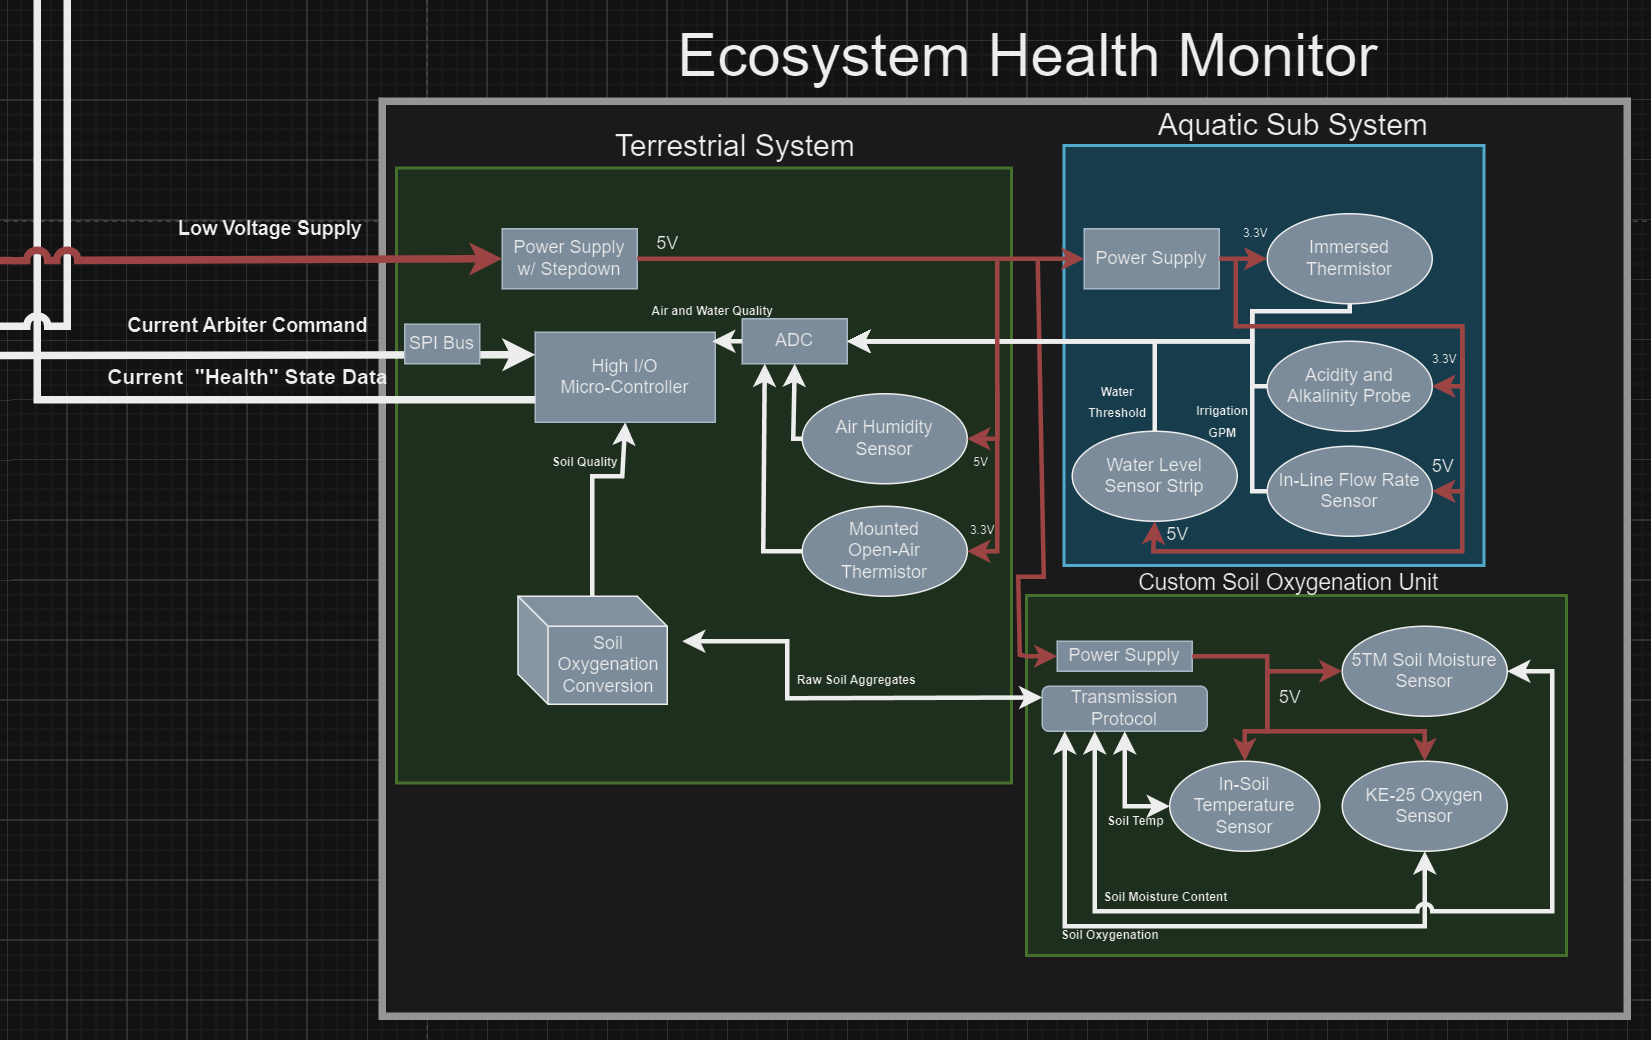 Ecosystem Health Monitor
Terrestrial System
Aquatic Sub System
Low Voltage Supply
Power Supply
w/ Stepdown
5V
Power Supply
3.3V
Immersed
Thermistor
Air and Water Quality
Current Arbiter Command
SPI Bus
High I/O
Micro-Controller
ADC
Current "Health" State Data
Air Humidity
Sensor
5V
Water
Threshold
Irrigation
GPM
Acidity and
Alkalinity Probe
3.3V
Soil Quality
Water Level
Sensor Strip
5V
In-Line Flow Rate
Sensor
5V
Mounted
Open-Air
Thermistor
3.3V
Custom Soil Oxygenation Unit
Soil
Oxygenation
Conversion
Raw Soil Aggregates
Power Supply
Transmission
Protocol
5V
5TM Soil Moisture
Sensor
In-Soil
Temperature
Sensor
KE-25 Oxygen
Sensor
Soil Temp
Soil Moisture Content
Soil Oxygenation